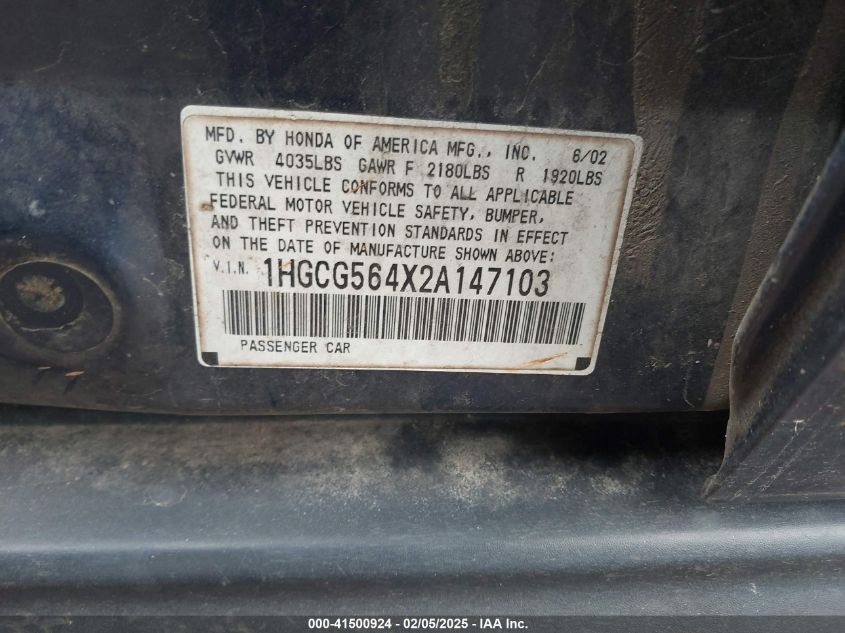 MFD. BY HONDA OF AMERICA MFG., INC. 6/02
GVWR 4035LBS GAWR F 2180LBS R 1920LBS
THIS VEHICLE CONFORMS TO ALL APPLICABLE
FEDERAL MOTOR VEHICLE SAFETY, BUMPER,
AND THEFT PREVENTION STANDARDS IN EFFECT
ON THE DATE OF MANUFACTURE SHOWN ABOVE:
V.I.N. 1HGCG564X2A147103
PASSENGER CAR
000-41500924 - 02/05/2025 - IAA Inc.